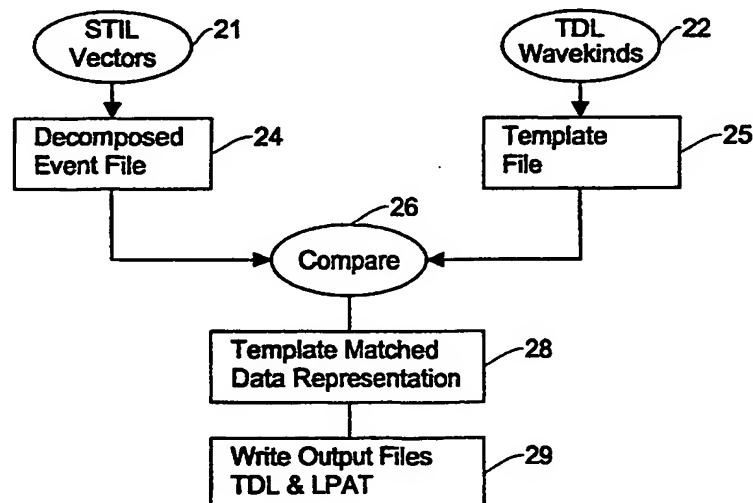 STIL
Vectors
21
TDL
Wavekinds
22
Decomposed
Event File
24
Template
File
25
26
Compare
Template Matched
Data Representation
28
Write Output Files
TDL & LPAT
29